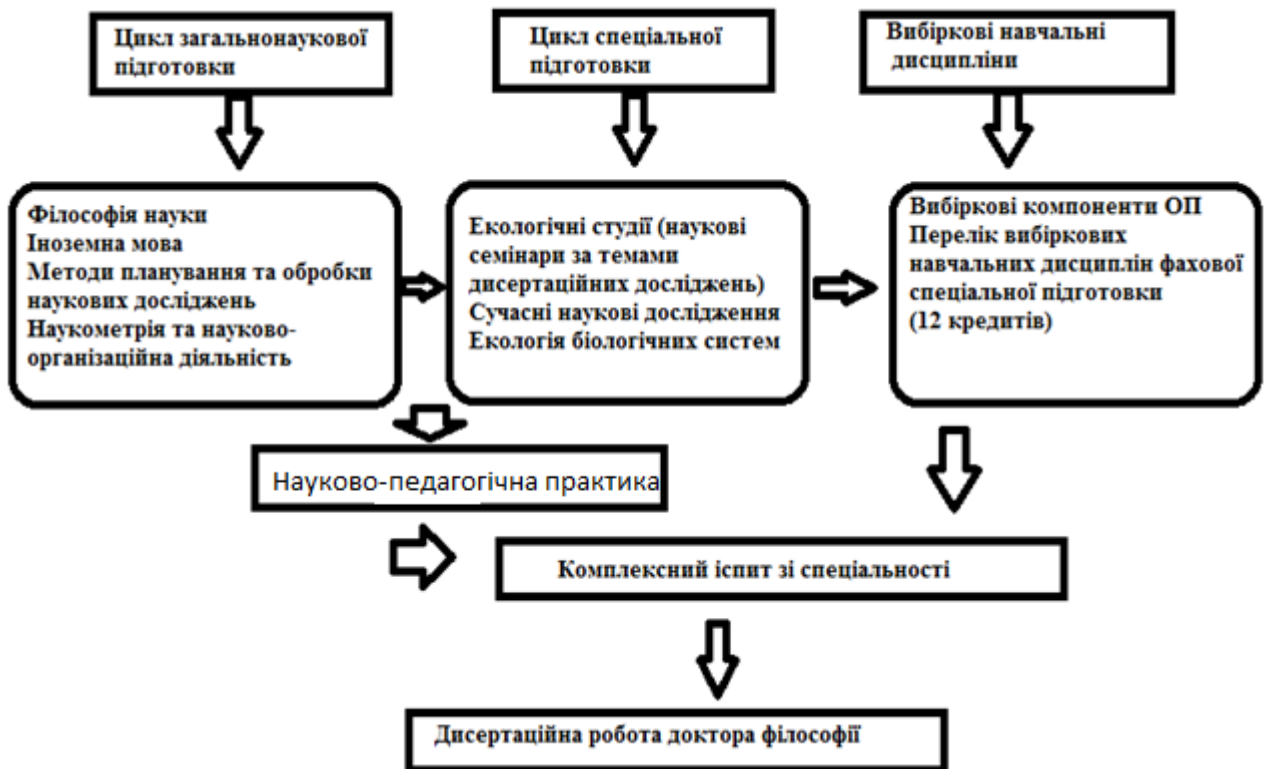 Цикл загальнонаукової
підготовки
Цикл спеціальної
підготовки
Вибіркові навчальні
дисципліни
Філософія науки
Іноземна мова
Методи планування та обробки
наукових досліджень
Наукометрія та науково-
організаційна діяльність
Екологічні студії (наукові
семінари за темами
дисертаційних досліджень)
Сучасні наукові дослідження
Екологія біологічних систем
Вибіркові компоненти ОП
Перелік вибіркових
навчальних дисциплін фахової
спеціальної підготовки
(12 кредитів)
Науково-педагогічна практика
Комплексний іспит зі спеціальності
Дисертаційна робота доктора філософії